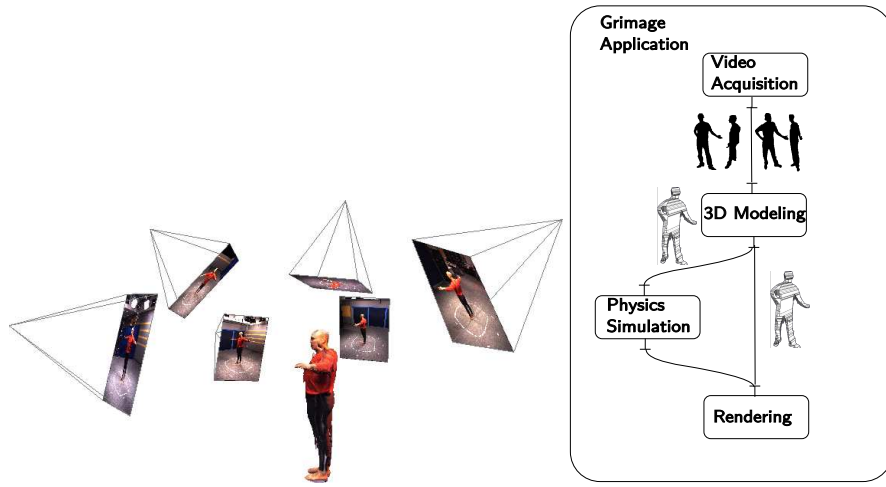 Grimage
Application
Video
Acquisition
3D Modeling
Physics
Simulation
Rendering